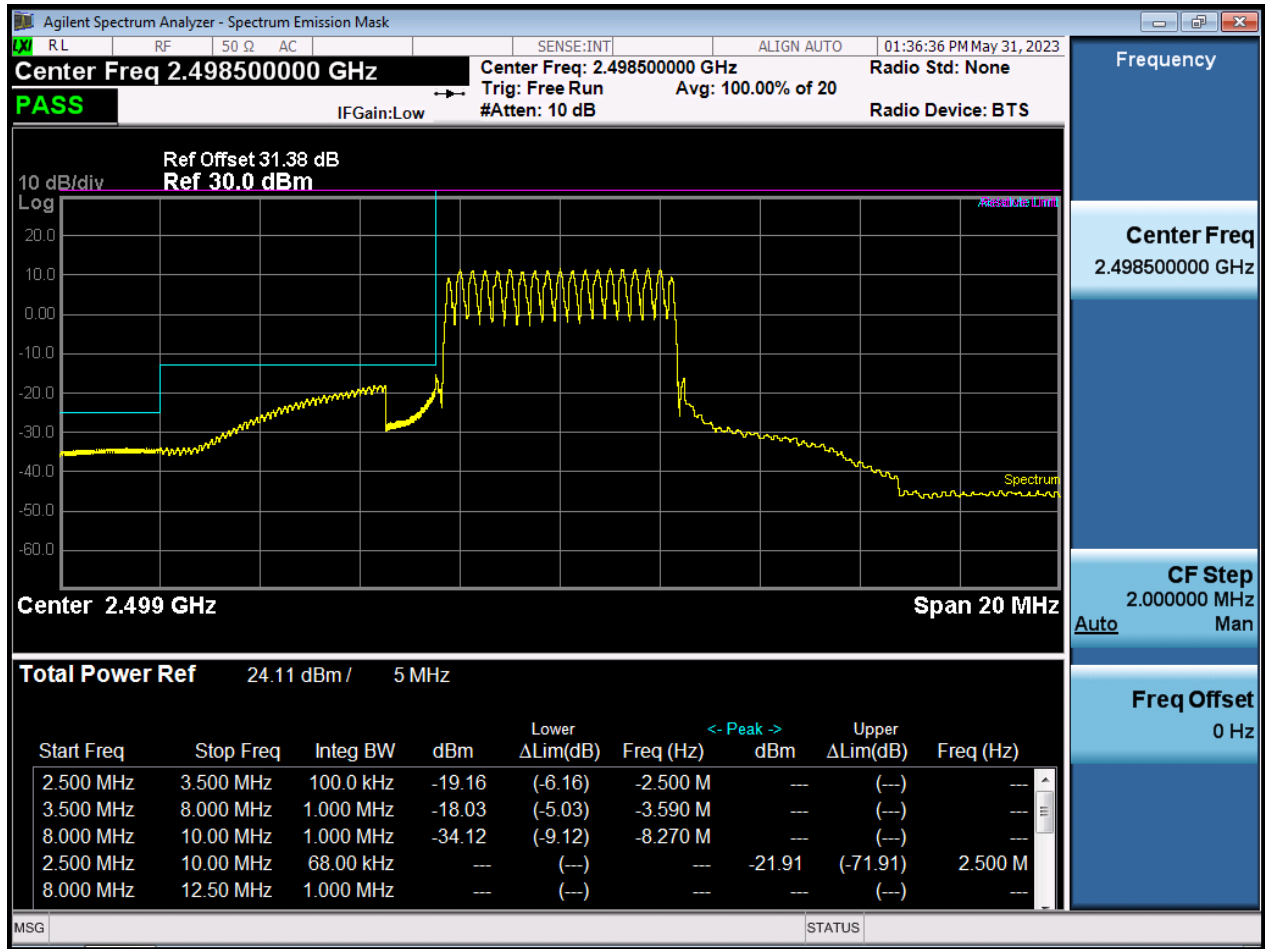 Agilent Spectrum Analyzer - Spectrum Emission Mask
LXI RL RF 50 Ω AC SENSE:INT ALIGN AUTO 01:36:36 PM May 31, 2023
Center Freq 2.498500000 GHz
PASS
IFGain:Low
Center Freq: 2.498500000 GHz
Trig: Free Run Avg: 100.00% of 20
#Atten: 10 dB
Radio Std: None
Radio Device: BTS
Ref Offset 31.38 dB
10 dB/div Ref 30.0 dBm
Log
Limit
20.0
10.0
0.00
-10.0
-20.0
-30.0
-40.0
-50.0
-60.0
Spectrum
Center 2.499 GHz Span 20 MHz
Total Power Ref 24.11 dBm / 5 MHz
Lower <- Peak -> Upper
Start Freq Stop Freq Integ BW dBm ΔLim(dB) Freq (Hz) dBm ΔLim(dB) Freq (Hz)
2.500 MHz 3.500 MHz 100.0 kHz -19.16 (-6.16) -2.500 M --- (---) ---
3.500 MHz 8.000 MHz 1.000 MHz -18.03 (-5.03) -3.590 M --- (---) ---
8.000 MHz 10.00 MHz 1.000 MHz -34.12 (-9.12) -8.270 M --- (---) ---
2.500 MHz 10.00 MHz 68.00 kHz --- (---) --- -21.91 (-71.91) 2.500 M
8.000 MHz 12.50 MHz 1.000 MHz --- (---) --- --- (---) ---
MSG STATUS
Frequency
Center Freq
2.498500000 GHz
CF Step
2.000000 MHz
Auto Man
Freq Offset
0 Hz